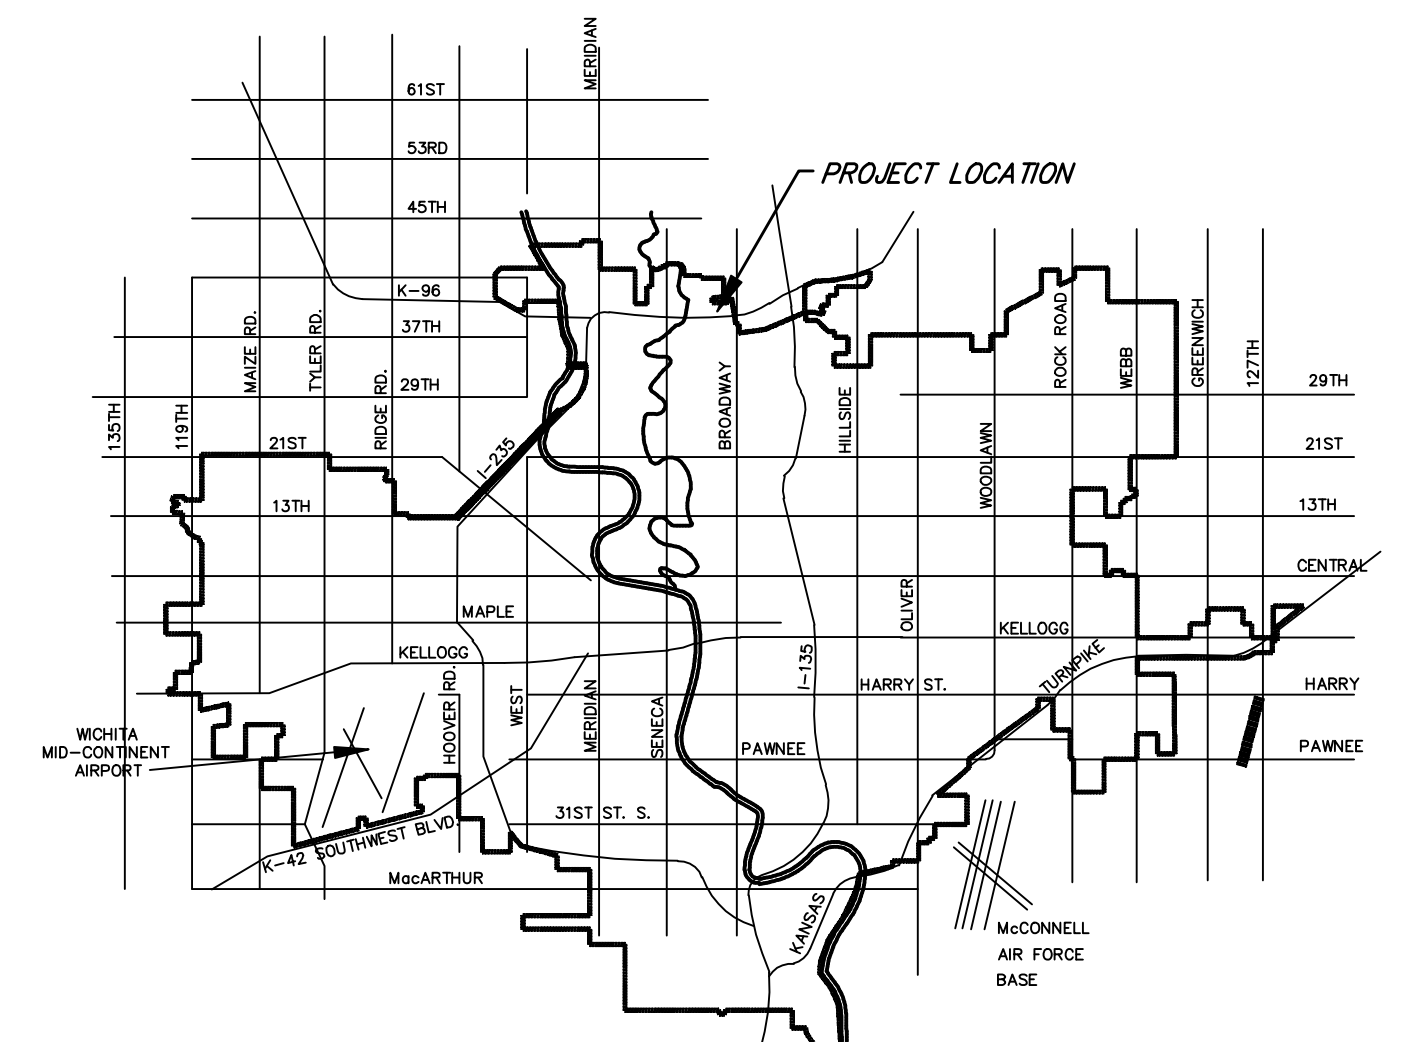 MERIDIAN
61ST
53RD
PROJECT LOCATION
45TH
K-96
37TH
MAIZE RD.
TYLER RD.
RIDGE RD.
29TH
135TH
119TH
21ST
I-235
13TH
BROADWAY
HILLSIDE
WOODLAWN
ROCK ROAD
WEBB
GREENWICH
127TH
29TH
21ST
13TH
CENTRAL
MAPLE
OLIVER
KELLOGG
KELLOGG
TURNPIKE
I-135
HARRY ST.
HARRY
HOOVER RD.
WEST
MERIDIAN
SENECA
PAWNEE
PAWNEE
WICHITA
MID-CONTINENT
AIRPORT
31ST ST. S.
K-42 SOUTHWEST BLVD.
MacARTHUR
KANSAS
McCONNELL
AIR FORCE
BASE